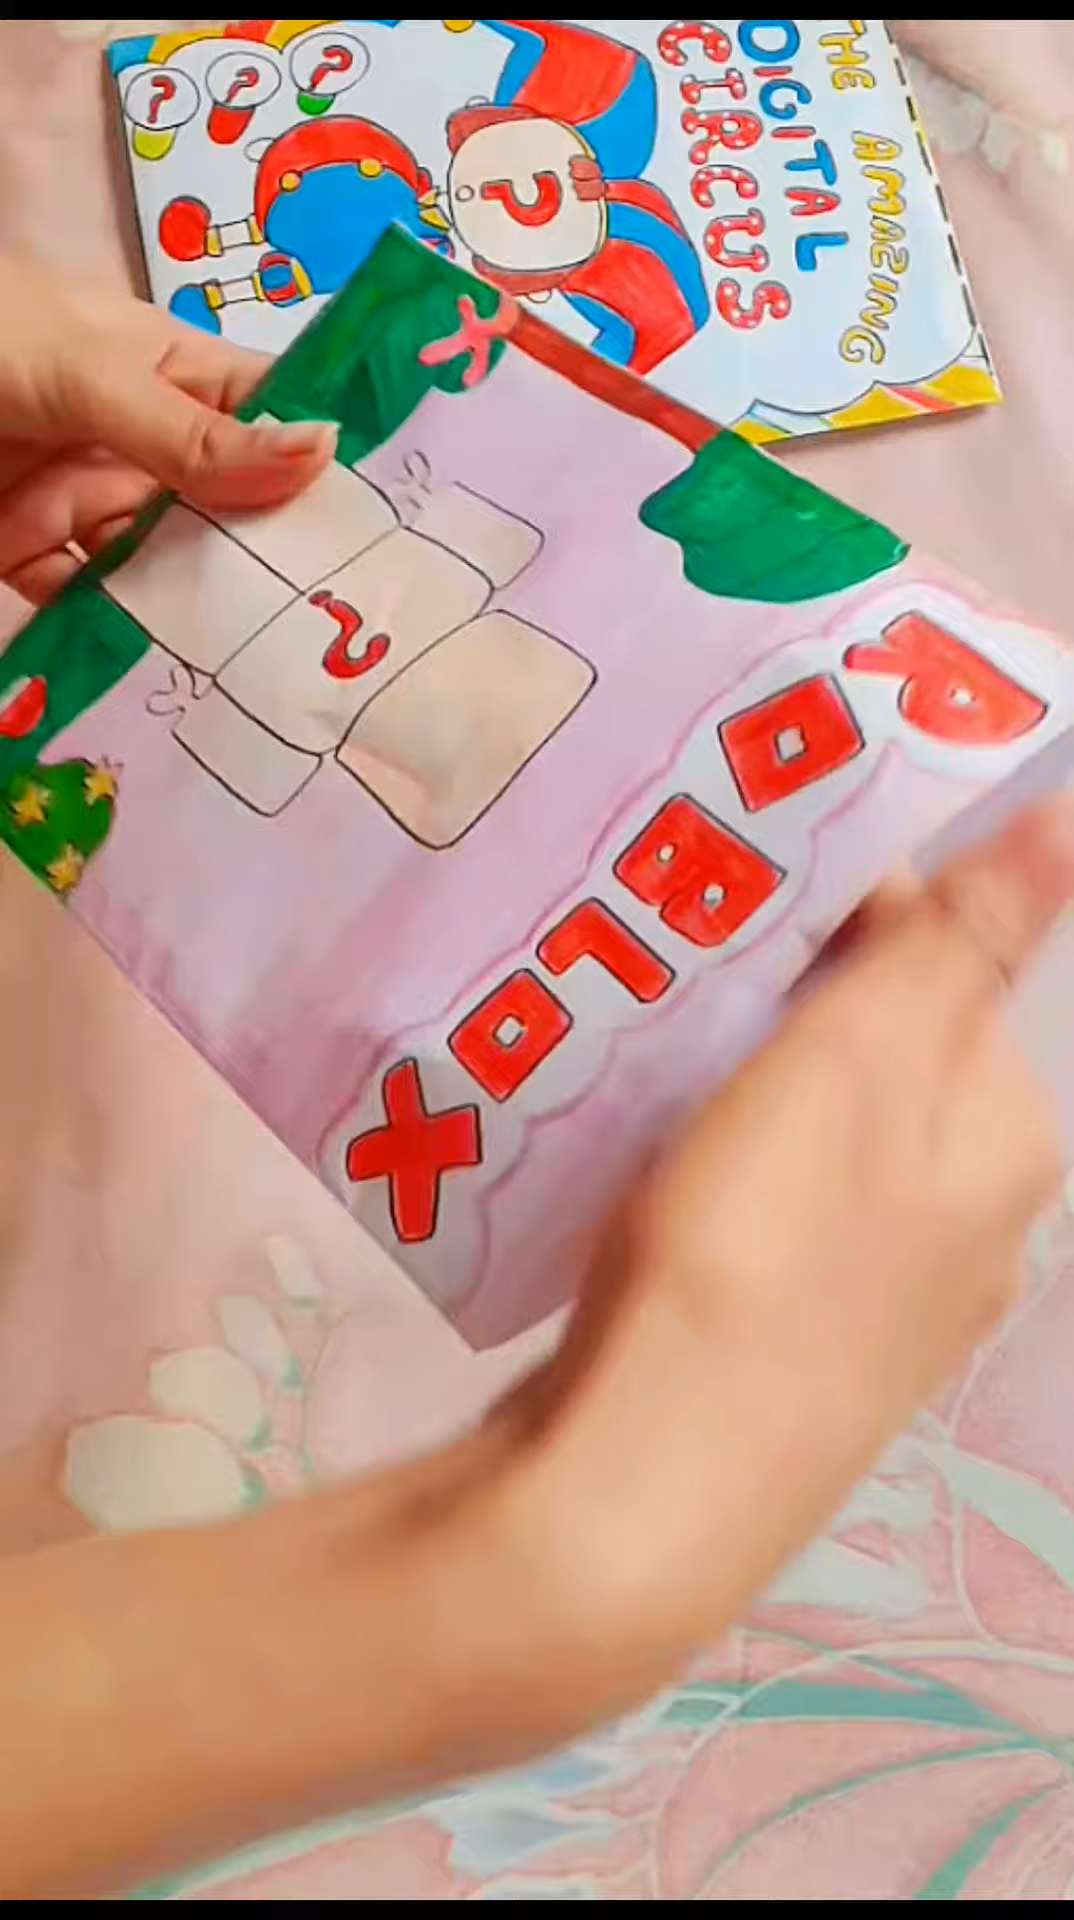 THE AMAZING
DIGITAL
CIRCUS
? ? ?
?
ROBLOX
?